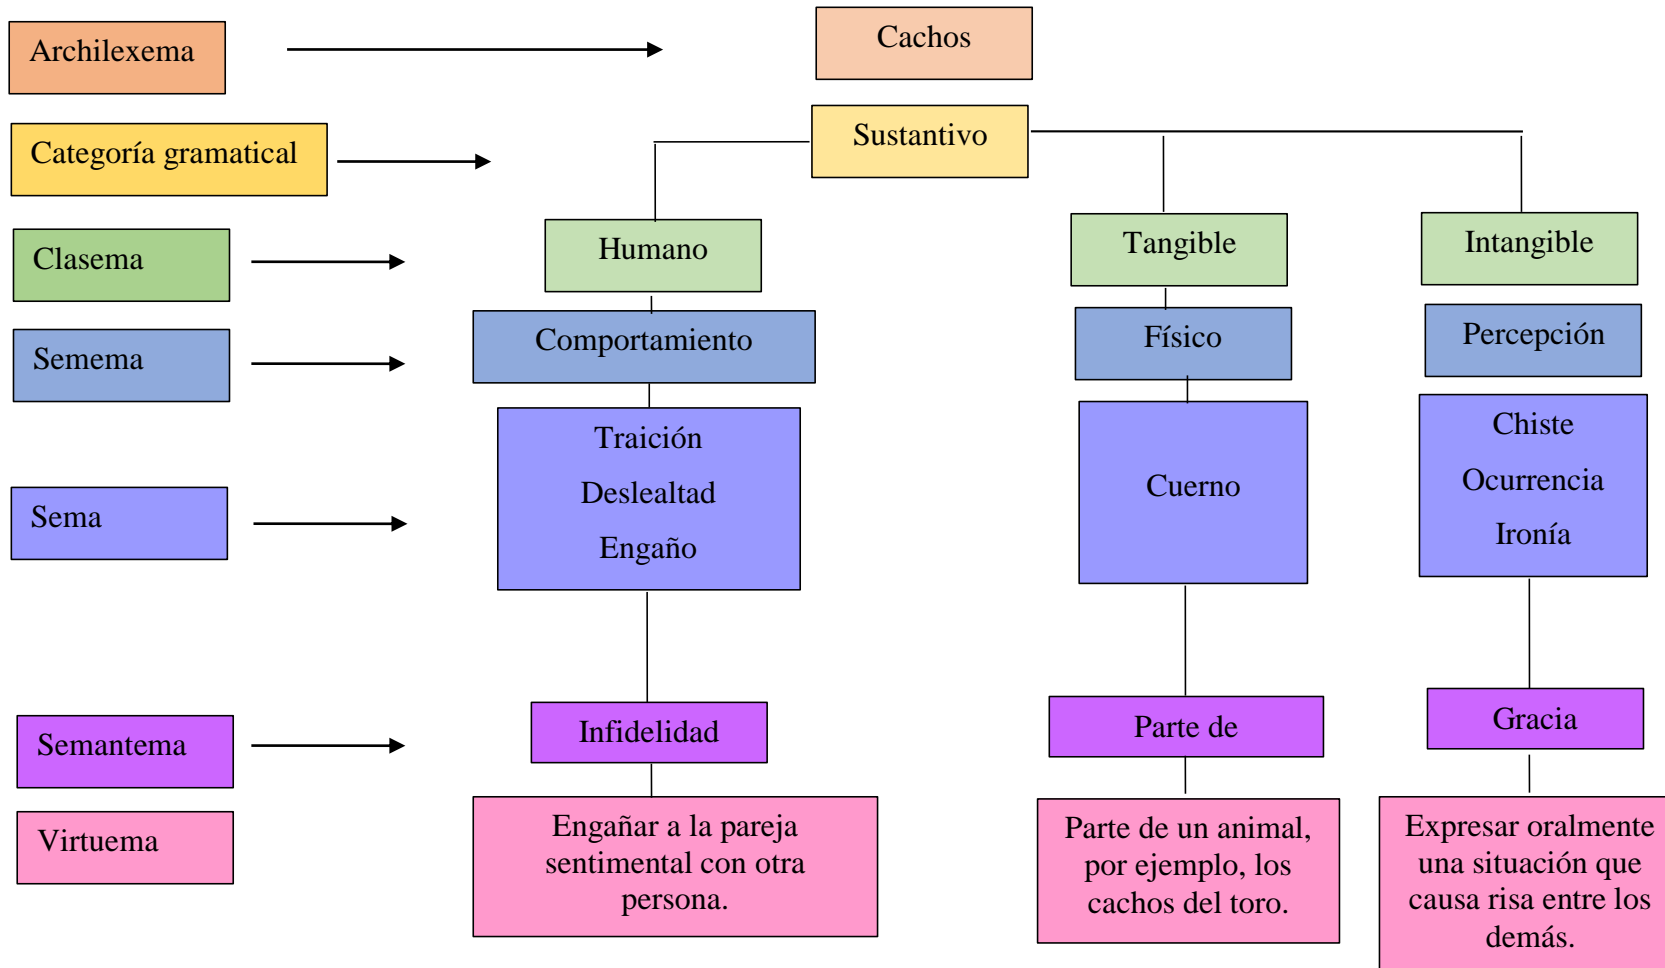 Archilexema
Cachos
Categoría gramatical
Sustantivo
Clasema
Humano
Tangible
Intangible
Semema
Comportamiento
Físico
Percepción
Sema
Traición
Deslealtad
Engaño
Cuerno
Chiste
Ocurrencia
Ironía
Semantema
Infidelidad
Parte de
Gracia
Virtuema
Engañar a la pareja
sentimental con otra
persona.
Parte de un animal,
por ejemplo, los
cachos del toro.
Expresar oralmente
una situación que
causa risa entre los
demás.